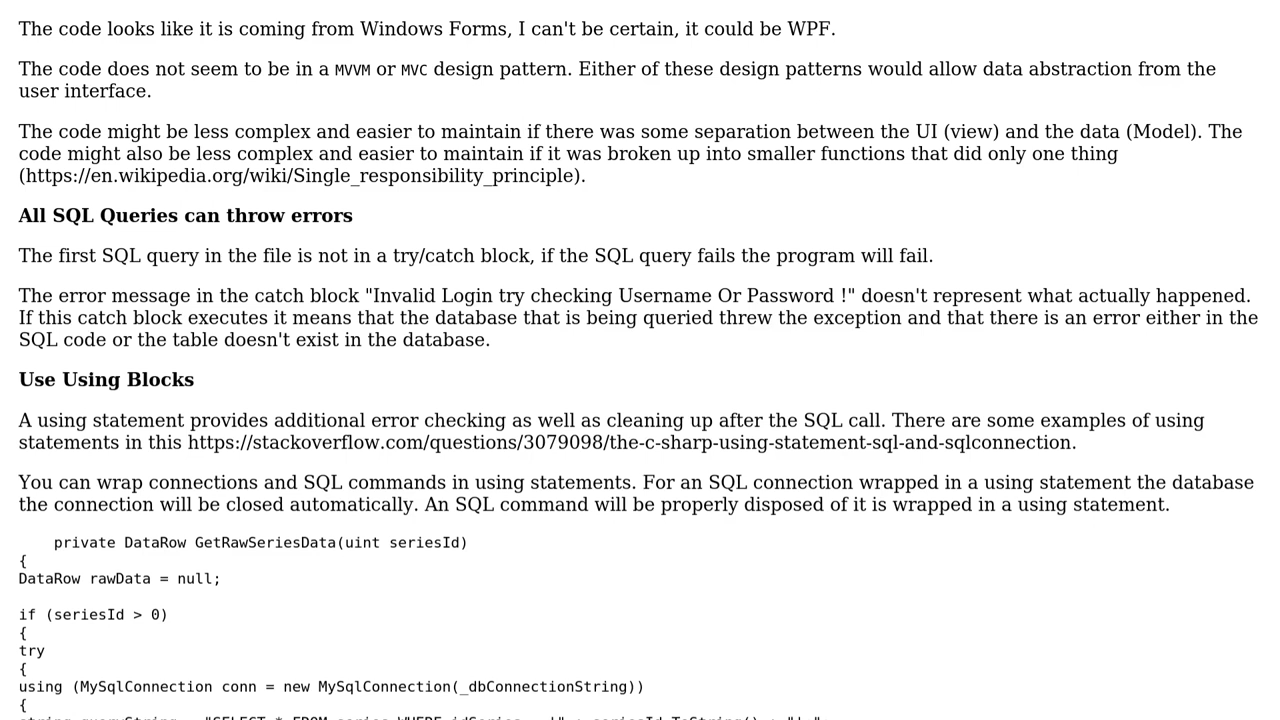 The code looks like it is coming from Windows Forms, I can't be certain, it could be WPF.
The code does not seem to be in a MVVM or MVC design pattern. Either of these design patterns would allow data abstraction from the
user interface.
The code might be less complex and easier to maintain if there was some separation between the UI (view) and the data (Model). The
code might also be less complex and easier to maintain if it was broken up into smaller functions that did only one thing
(https://en.wikipedia.org/wiki/Single_responsibility_principle).
All SQL Queries can throw errors
The first SQL query in the file is not in a try/catch block, if the SQL query fails the program will fail.
The error message in the catch block "Invalid Login try checking Username Or Password !" doesn't represent what actually happened.
If this catch block executes it means that the database that is being queried threw the exception and that there is an error either in the
SQL code or the table doesn't exist in the database.
Use Using Blocks
A using statement provides additional error checking as well as cleaning up after the SQL call. There are some examples of using
statements in this https://stackoverflow.com/questions/3079098/the-c-sharp-using-statement-sql-and-sqlconnection.
You can wrap connections and SQL commands in using statements. For an SQL connection wrapped in a using statement the database
the connection will be closed automatically. An SQL command will be properly disposed of it is wrapped in a using statement.
private DataRow GetRawSeriesData(uint seriesId)
{
DataRow rawData = null;
if (seriesId > 0)
{
try
{
using (MySqlConnection conn = new MySqlConnection(_dbConnectionString))
{